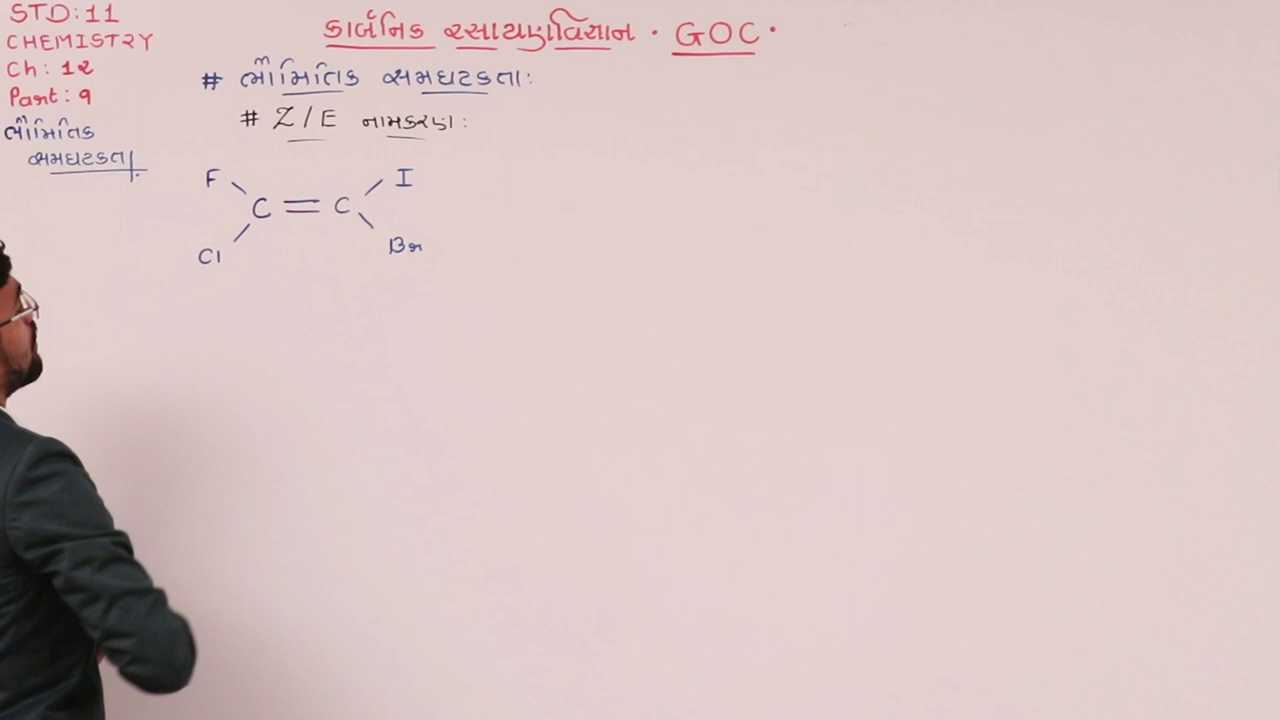 STD:11
CHEMISTRY
Ch: 12
Part: 9
ભૌમિતિક
સમઘટકતા.
કાર્બનિક રસાયણવિજ્ઞાન · GOC ·
# ભૌમિતિક સમઘટકતા:
# Z/E નામકરણ:
F I
C = C
Cl Br